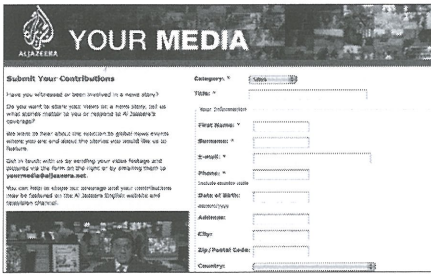 ALJAZEERA
YOUR MEDIA
Submit Your Contributions
Have you witnessed or been involved in a news story?
Do you want to share your views on a news story, tell us
what stories matter to you or respond to Al Jazeera's
coverage?
We want to hear about the reaction to global news events
where you are and about the stories you would like us to
feature.
Get in touch with us by sending your video footage and
pictures via the form on the right or by emailing them to
yourmedia@aljazeera.net.
You can help us shape our coverage and your contributions
may be featured on the Al Jazeera English website and
television channel.
Category: *
Title: *
Your Information
First Name: *
Surname: *
E-mail: *
Phone: *
Include country code
Date of Birth:
Address:
City:
Zip/Postal Code:
Country: